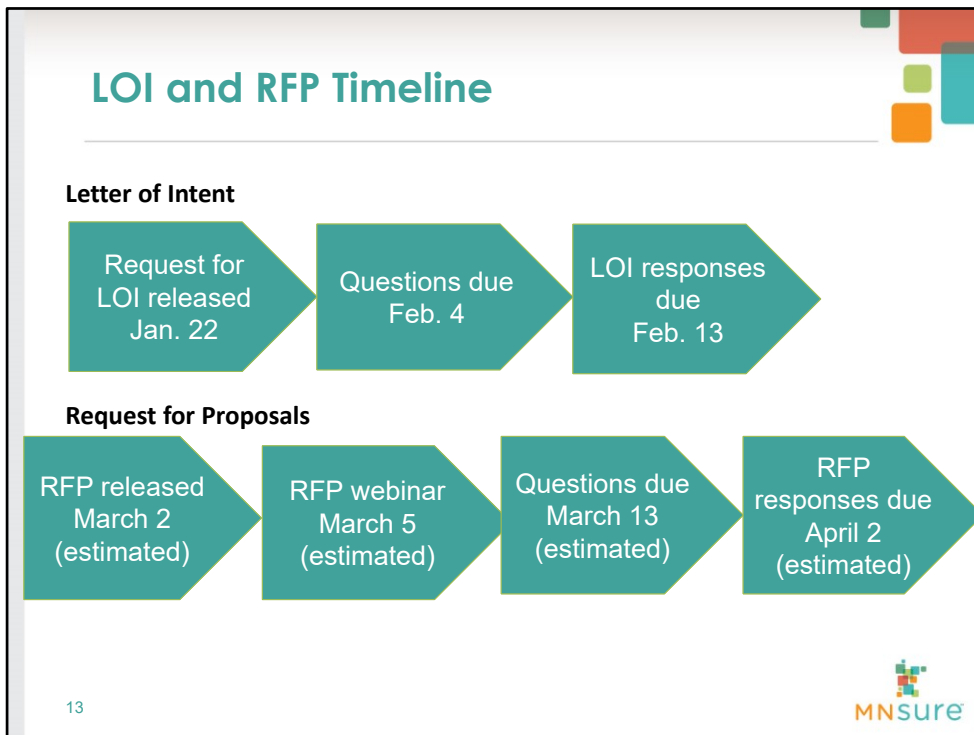 LOI and RFP Timeline
Letter of Intent
Request for
LOI released
Jan. 22
Questions due
Feb. 4
LOI responses
due
Feb. 13
Request for Proposals
RFP released
March 2
(estimated)
RFP webinar
March 5
(estimated)
Questions due
March 13
(estimated)
RFP
responses due
April 2
(estimated)
13
MNsure